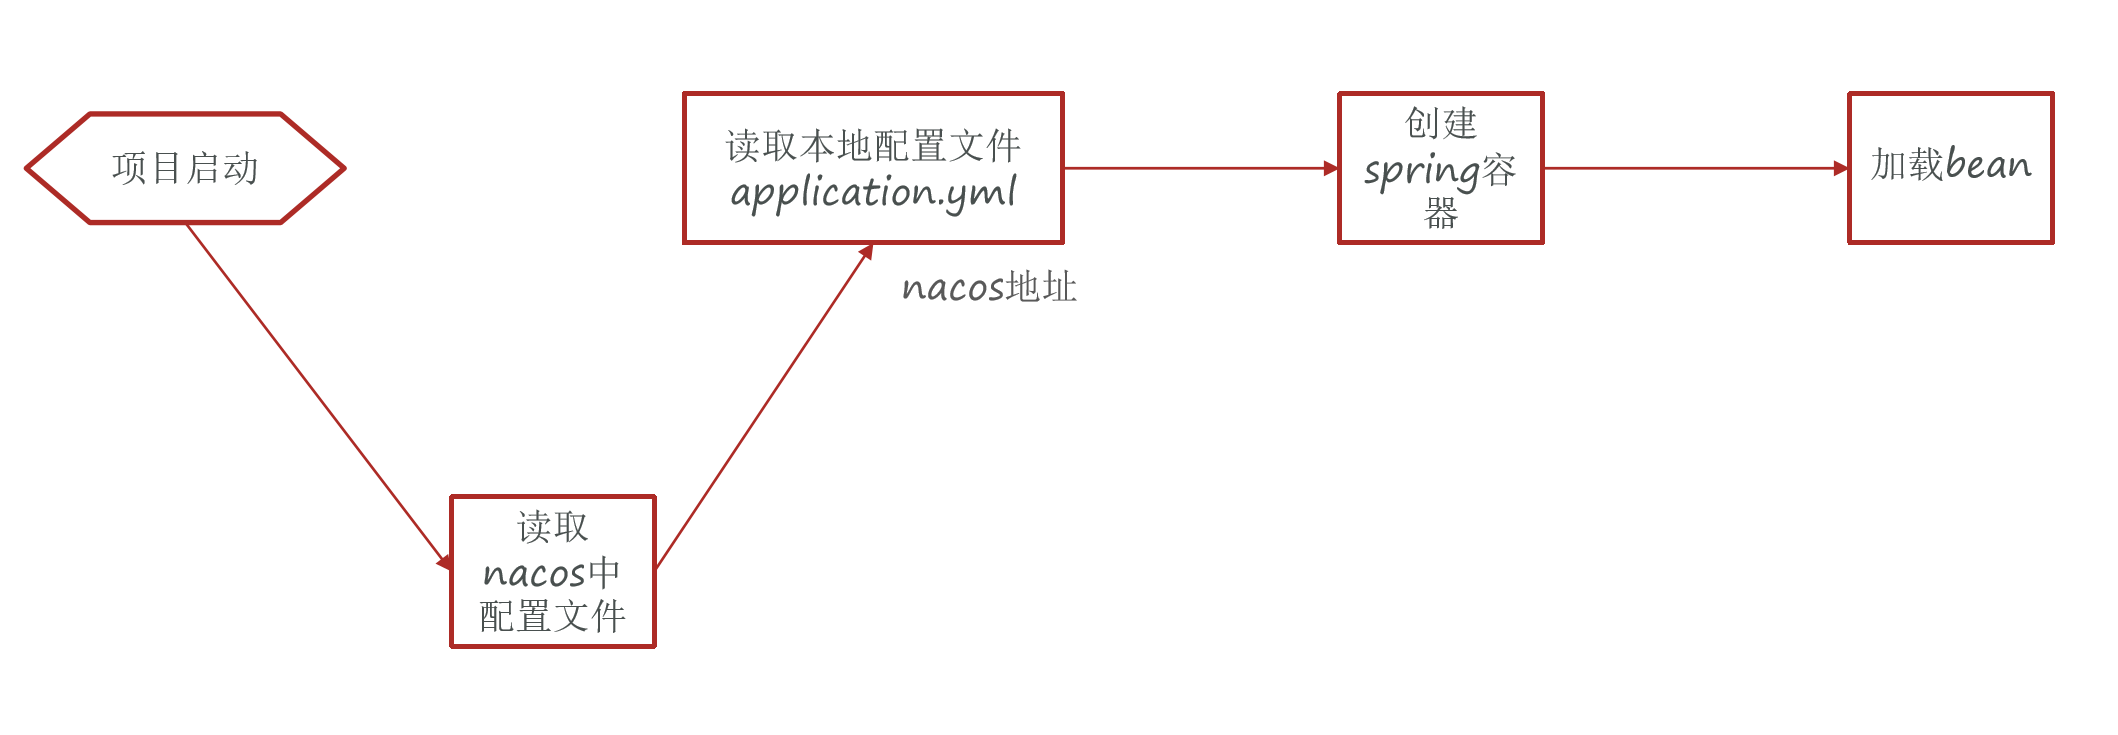 项目启动
读取
nacos中
配置文件
读取本地配置文件
application.yml
nacos地址
创建
spring容
器
加载bean